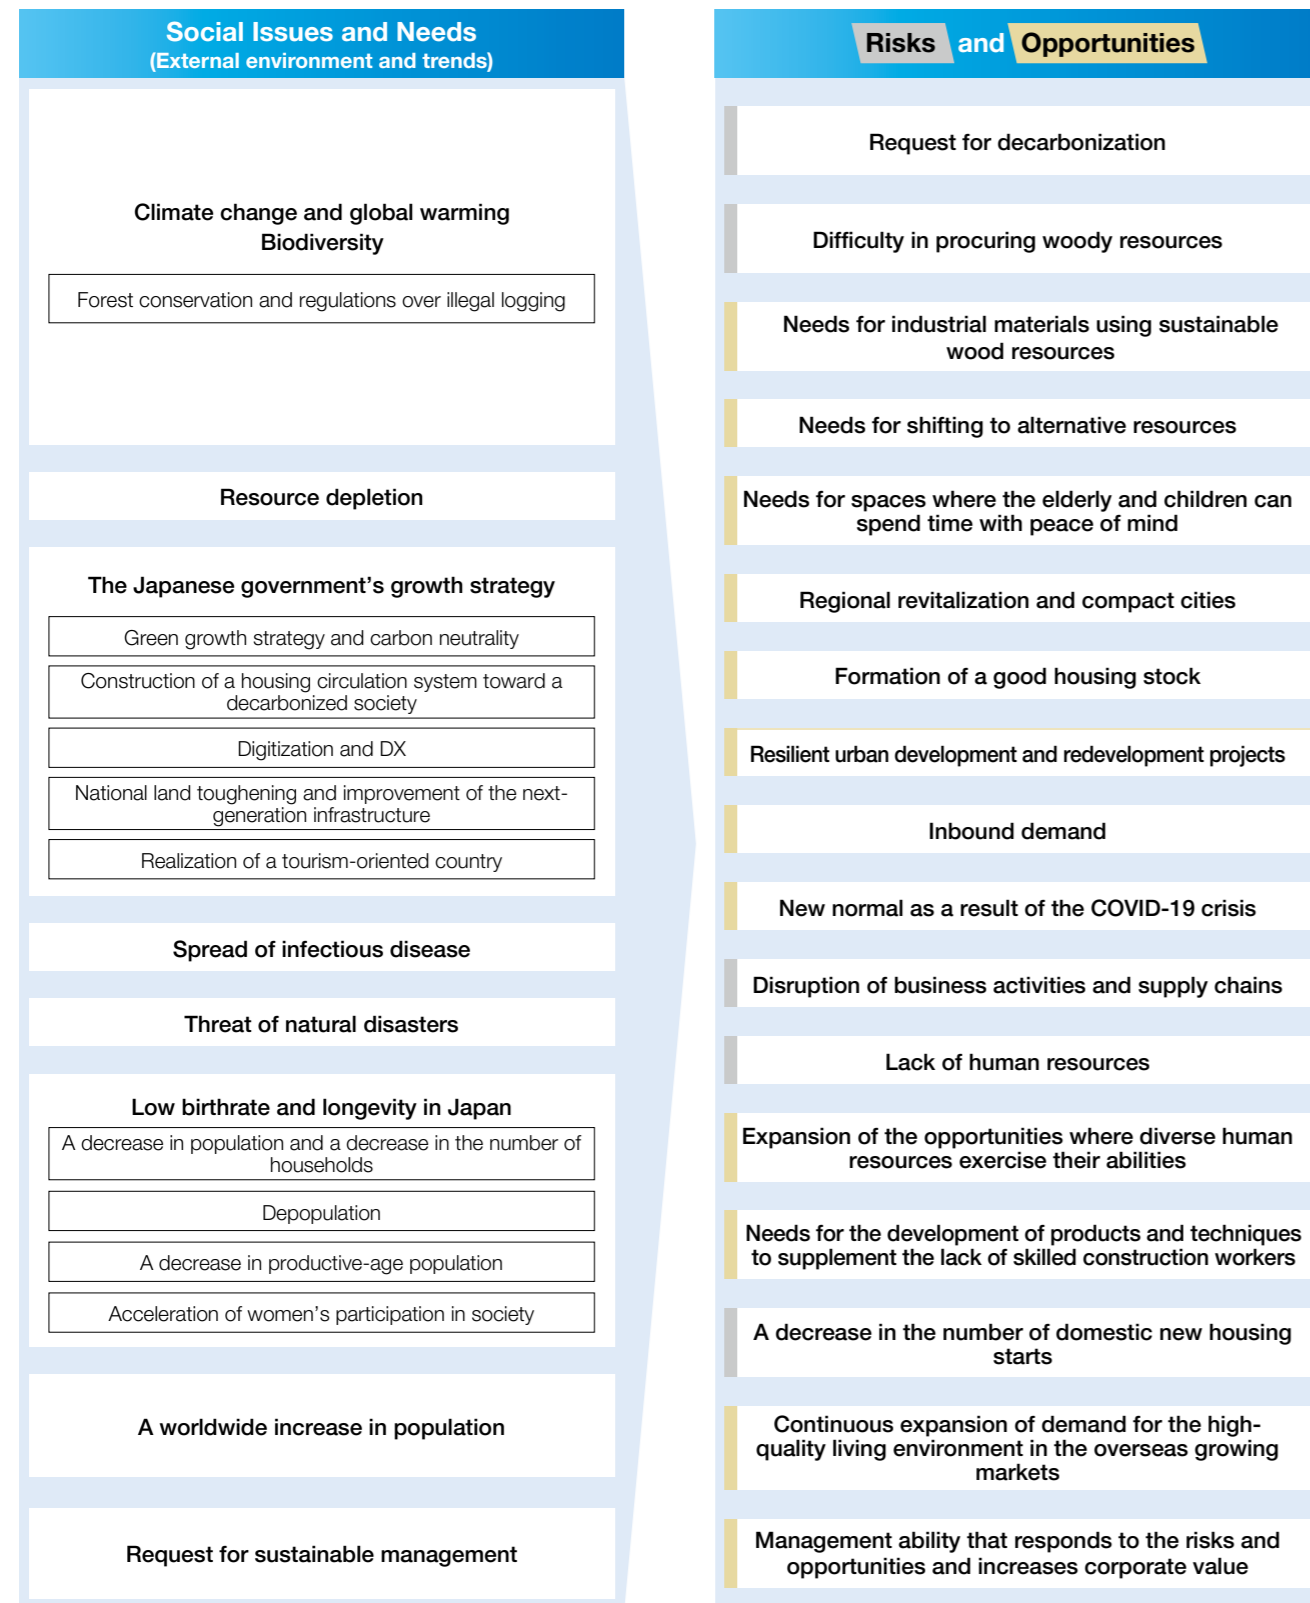 Social Issues and Needs
(External environment and trends)
Climate change and global warming
Biodiversity
Forest conservation and regulations over illegal logging
Resource depletion
The Japanese government’s growth strategy
Green growth strategy and carbon neutrality
Construction of a housing circulation system toward a
decarbonized society
Digitization and DX
National land toughening and improvement of the next-
generation infrastructure
Realization of a tourism-oriented country
Spread of infectious disease
Threat of natural disasters
Low birthrate and longevity in Japan
A decrease in population and a decrease in the number of
households
Depopulation
A decrease in productive-age population
Acceleration of women’s participation in society
A worldwide increase in population
Request for sustainable management
Risks and Opportunities
Request for decarbonization
Difficulty in procuring woody resources
Needs for industrial materials using sustainable
wood resources
Needs for shifting to alternative resources
Needs for spaces where the elderly and children can
spend time with peace of mind
Regional revitalization and compact cities
Formation of a good housing stock
Resilient urban development and redevelopment projects
Inbound demand
New normal as a result of the COVID-19 crisis
Disruption of business activities and supply chains
Lack of human resources
Expansion of the opportunities where diverse human
resources exercise their abilities
Needs for the development of products and techniques
to supplement the lack of skilled construction workers
A decrease in the number of domestic new housing
starts
Continuous expansion of demand for the high-
quality living environment in the overseas growing
markets
Management ability that responds to the risks and
opportunities and increases corporate value